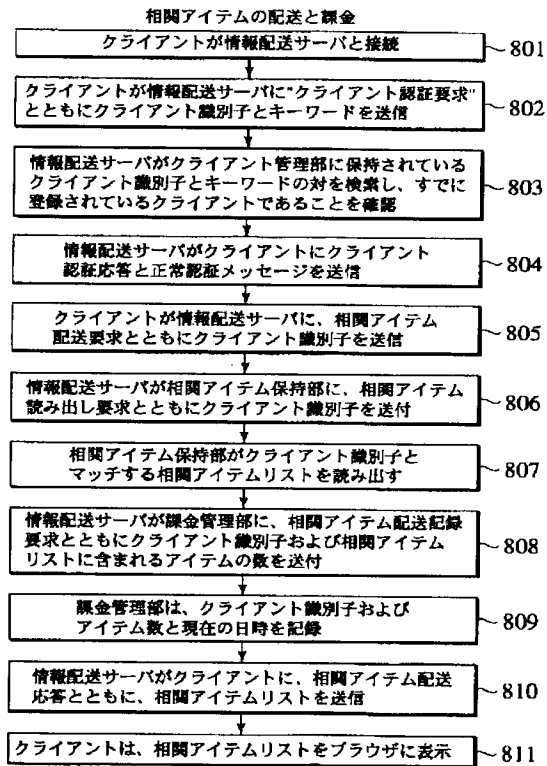 相関アイテムの配送と課金
クライアントが情報配送サーバと接続
801
クライアントが情報配送サーバに“クライアント認証要求”
とともにクライアント識別子とキーワードを送信
802
情報配送サーバがクライアント管理部に保持されている
クライアント識別子とキーワードの対を検索し、すでに
登録されているクライアントであることを確認
803
情報配送サーバがクライアントにクライアント
認証応答と正常認証メッセージを送信
804
クライアントが情報配送サーバに、相関アイテム
配送要求とともにクライアント識別子を送信
805
情報配送サーバが相関アイテム保持部に、相関アイテム
読み出し要求とともにクライアント識別子を送付
806
相関アイテム保持部がクライアント識別子と
マッチする相関アイテムリストを読み出す
807
情報配送サーバが課金管理部に、相関アイテム配送記録
要求とともにクライアント識別子および相関アイテム
リストに含まれるアイテムの数を送付
808
課金管理部は、クライアント識別子および
アイテム数と現在の日時を記録
809
情報配送サーバがクライアントに、相関アイテム配送
応答とともに、相関アイテムリストを送信
810
クライアントは、相関アイテムリストをブラウザに表示
811